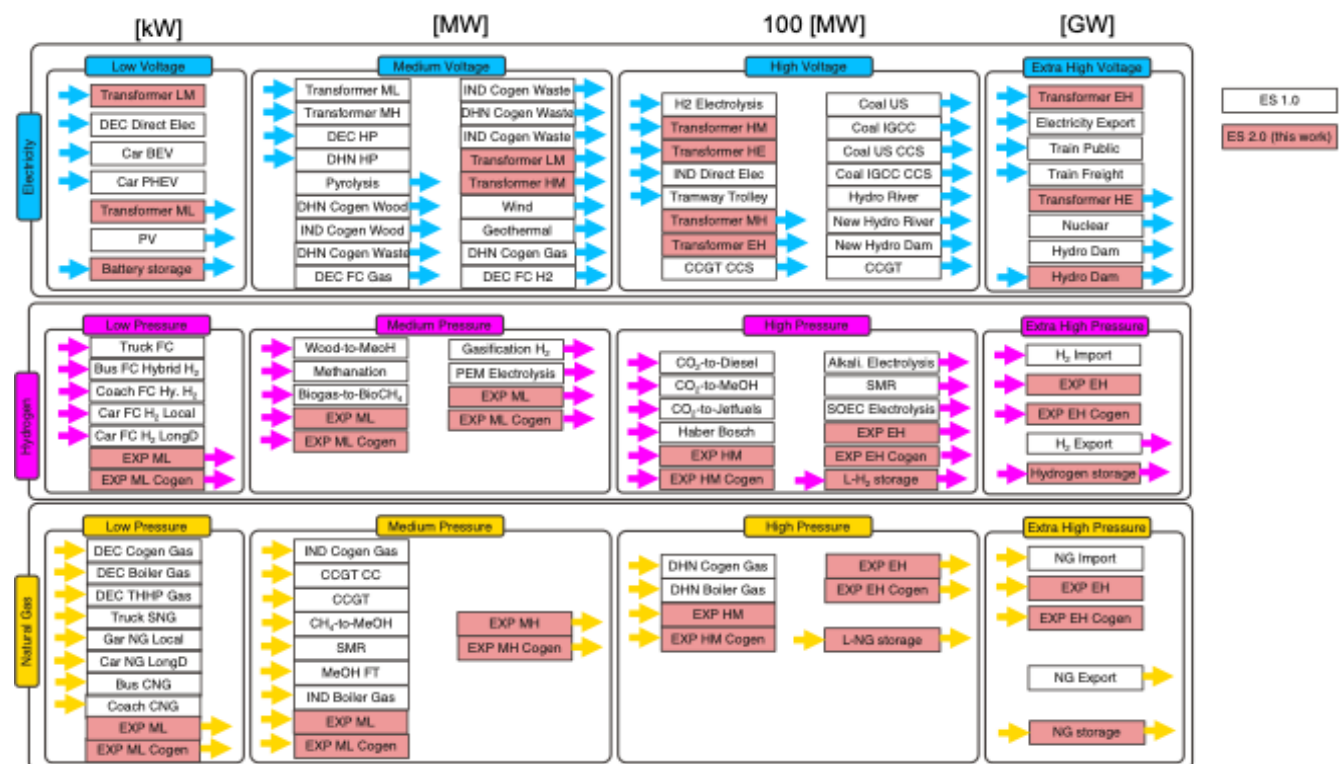 [kW] [MW] 100 [MW] [GW]
Electricity
Low Voltage
Transformer LM
DEC Direct Elec
Car BEV
Car PHEV
Transformer ML
PV
Battery storage
Medium Voltage
Transformer ML
Transformer MH
DEC HP
DHN HP
Pyrolysis
DHN Cogen Wood
IND Cogen Wood
DHN Cogen Waste
DEC FC Gas
IND Cogen Waste
DHN Cogen Waste
IND Cogen Waste
Transformer LM
Transformer HM
Wind
Geothermal
DHN Cogen Gas
DEC FC H2
High Voltage
H2 Electrolysis
Transformer HM
Transformer HE
IND Direct Elec
Tramway Trolley
Transformer MH
Transformer EH
CCGT CCS
Coal US
Coal IGCC
Coal US CCS
Coal IGCC CCS
Hydro River
New Hydro River
New Hydro Dam
CCGT
Extra High Voltage
Transformer EH
Electricity Export
Train Public
Train Freight
Transformer HE
Nuclear
Hydro Dam
Hydro Dam
ES 1.0
ES 2.0 (this work)
Hydrogen
Low Pressure
Truck FC
Bus FC Hybrid H₂
Coach FC Hy. H₂
Car FC H₂ Local
Car FC H₂ LongD
EXP ML
EXP ML Cogen
Medium Pressure
Wood-to-MeoH
Methanation
Biogas-to-BioCH₄
EXP ML
EXP ML Cogen
Gasification H₂
PEM Electrolysis
EXP ML
EXP ML Cogen
High Pressure
CO₂-to-Diesel
CO₂-to-MeOH
CO₂-to-Jetfuels
Haber Bosch
EXP HM
EXP HM Cogen
Alkali. Electrolysis
SMR
SOEC Electrolysis
EXP EH
EXP EH Cogen
L-H₂ storage
Extra High Pressure
H₂ Import
EXP EH
EXP EH Cogen
H₂ Export
Hydrogen storage
Natural Gas
Low Pressure
DEC Cogen Gas
DEC Boiler Gas
DEC THHP Gas
Truck SNG
Gar NG Local
Car NG LongD
Bus CNG
Coach CNG
EXP ML
EXP ML Cogen
Medium Pressure
IND Cogen Gas
CCGT CC
CCGT
CH₄-to-MeOH
SMR
MeOH FT
IND Boiler Gas
EXP ML
EXP ML Cogen
EXP MH
EXP MH Cogen
High Pressure
DHN Cogen Gas
DHN Boiler Gas
EXP HM
EXP HM Cogen
EXP EH
EXP EH Cogen
L-NG storage
Extra High Pressure
NG Import
EXP EH
EXP EH Cogen
NG Export
NG storage